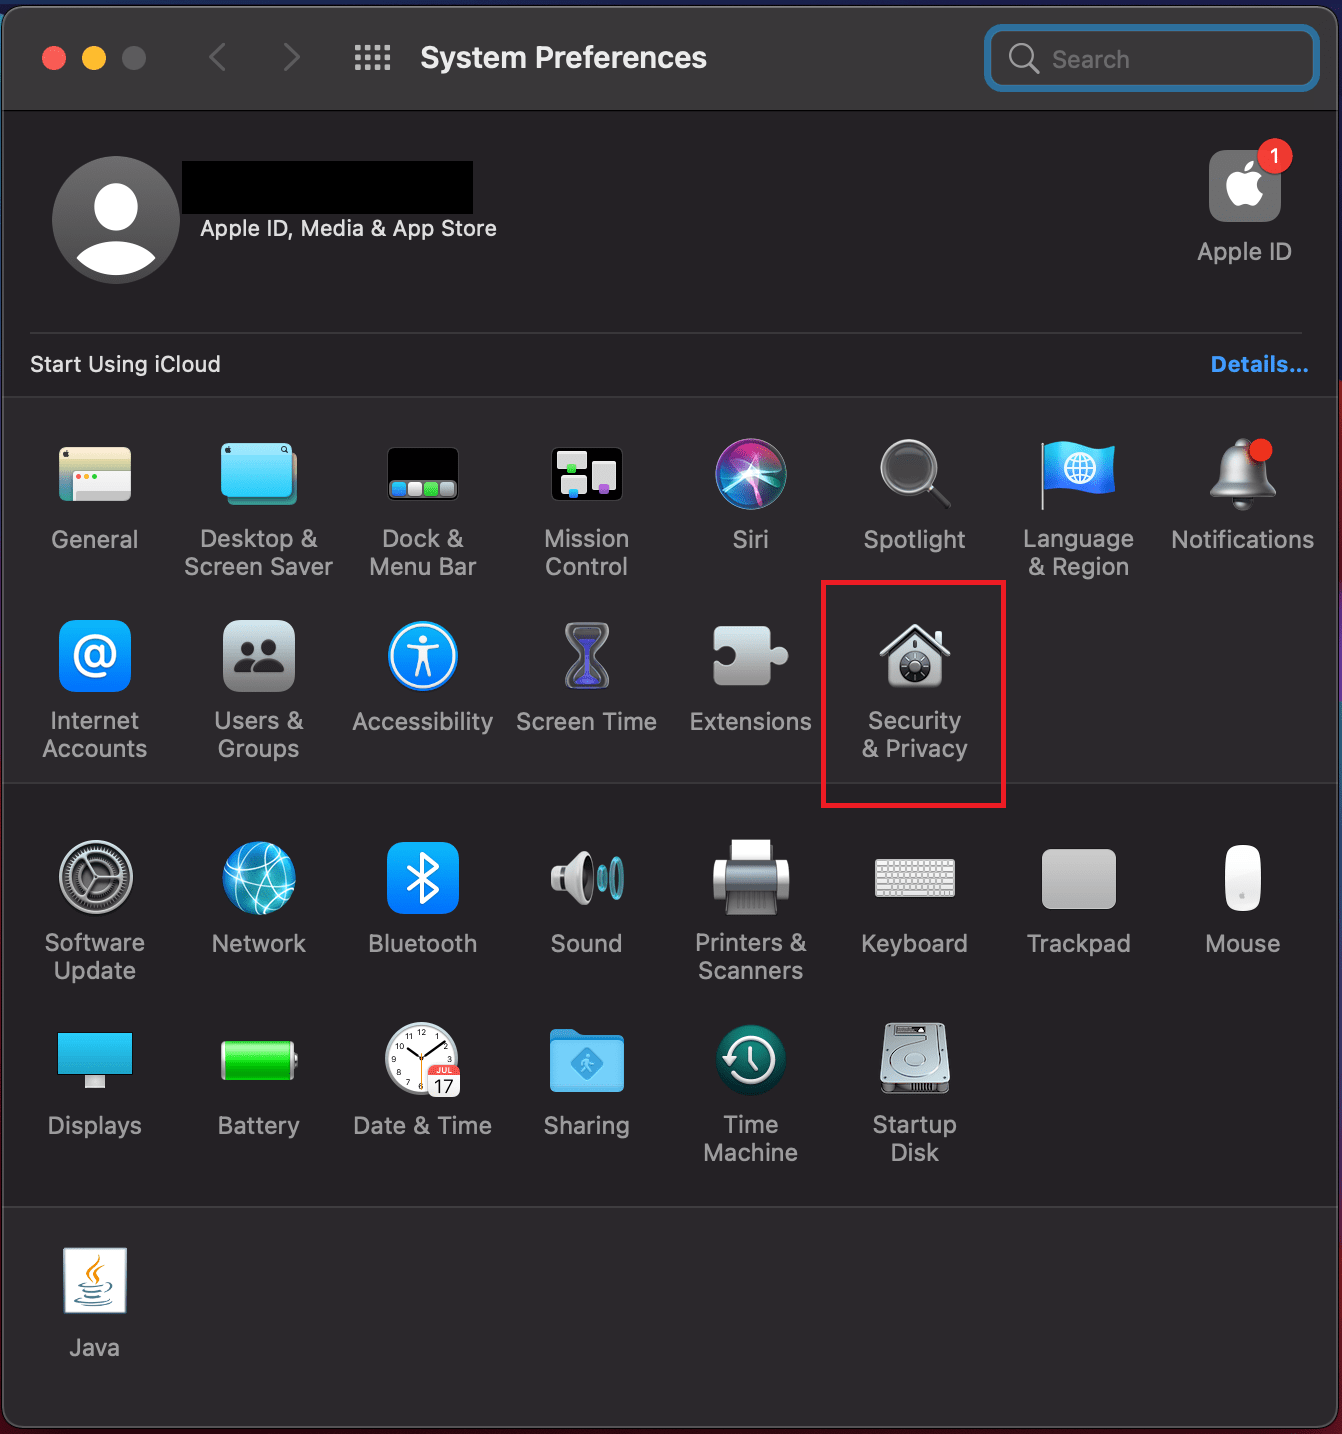 System Preferences
Search
1
Apple ID, Media & App Store
Apple ID
Start Using iCloud
Details...
General
Desktop &
Screen Saver
Dock &
Menu Bar
Mission
Control
Siri
Spotlight
Language
& Region
Notifications
Internet
Accounts
Users &
Groups
Accessibility
Screen Time
Extensions
Security
& Privacy
Software
Update
Network
Bluetooth
Sound
Printers &
Scanners
Keyboard
Trackpad
Mouse
Displays
Battery
JUL
17
Date & Time
Sharing
Time
Machine
Startup
Disk
Java